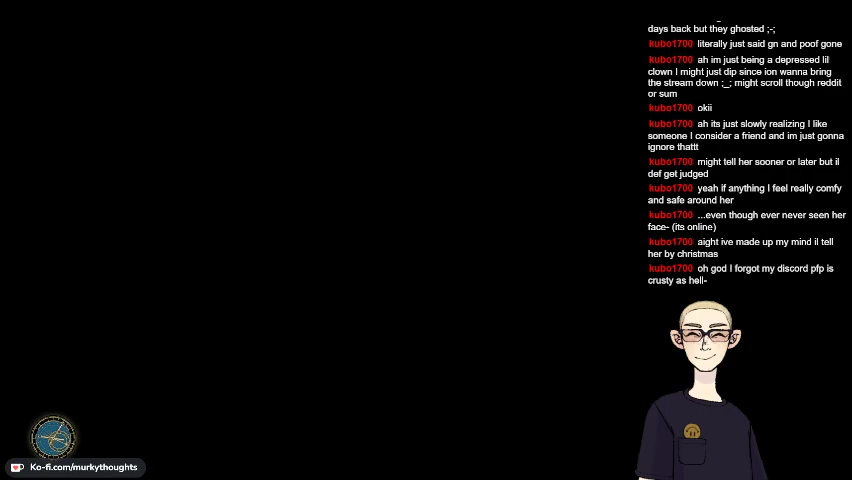 days back but they ghosted ;-;
kubo1700 literally just said gn and poof gone
kubo1700 ah im just being a depressed lil
clown I might just dip since ion wanna bring
the stream down ;_; might scroll though reddit
or sum
kubo1700 okii
kubo1700 ah its just slowly realizing I like
someone I consider a friend and im just gonna
ignore thattt
kubo1700 might tell her sooner or later but il
def get judged
kubo1700 yeah if anything I feel really comfy
and safe around her
kubo1700 ...even though ever never seen her
face- (its online)
kubo1700 aight ive made up my mind il tell
her by christmas
kubo1700 oh god I forgot my discord pfp is
crusty as hell-
Ko-fi.com/murkythoughts